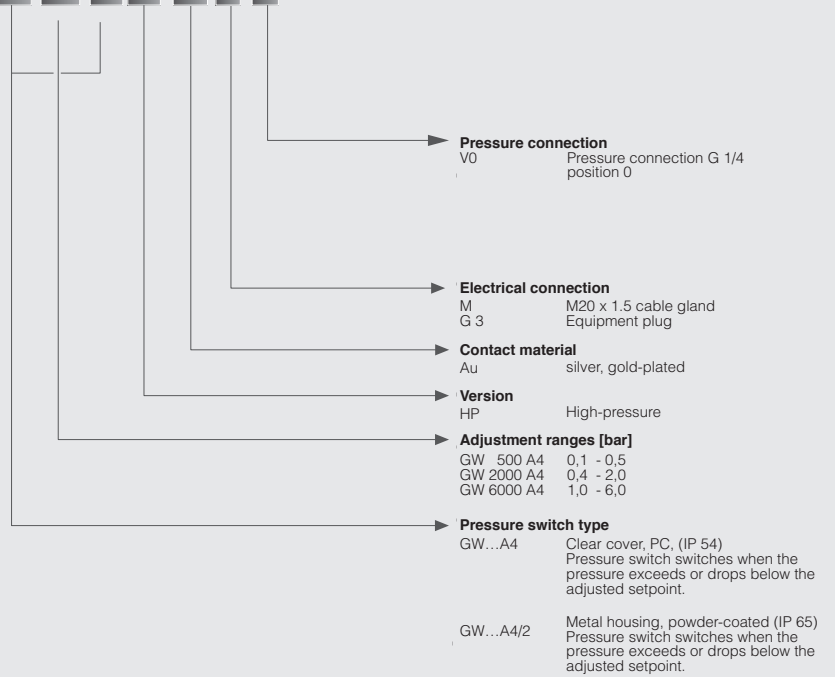 Pressure connection
V0 Pressure connection G 1/4
position 0
Electrical connection
M M20 x 1.5 cable gland
G 3 Equipment plug
Contact material
Au silver, gold-plated
Version
HP High-pressure
Adjustment ranges [bar]
GW 500 A4 0,1 - 0,5
GW 2000 A4 0,4 - 2,0
GW 6000 A4 1,0 - 6,0
Pressure switch type
GW…A4 Clear cover, PC, (IP 54)
Pressure switch switches when the
pressure exceeds or drops below the
adjusted setpoint.
GW…A4/2 Metal housing, powder-coated (IP 65)
Pressure switch switches when the
pressure exceeds or drops below the
adjusted setpoint.